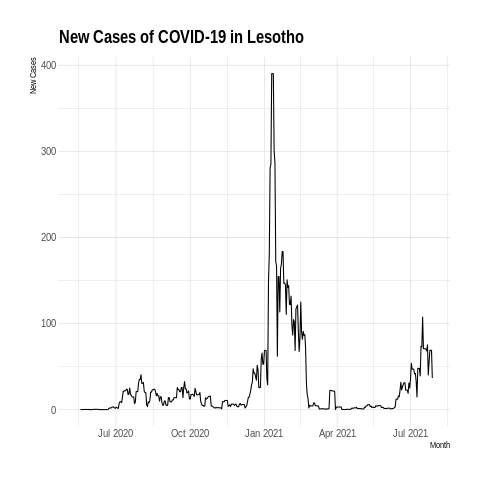 New Cases of COVID-19 in Lesotho
New Cases
400
300
200
100
0
Jul 2020 Oct 2020 Jan 2021 Apr 2021 Jul 2021
Month